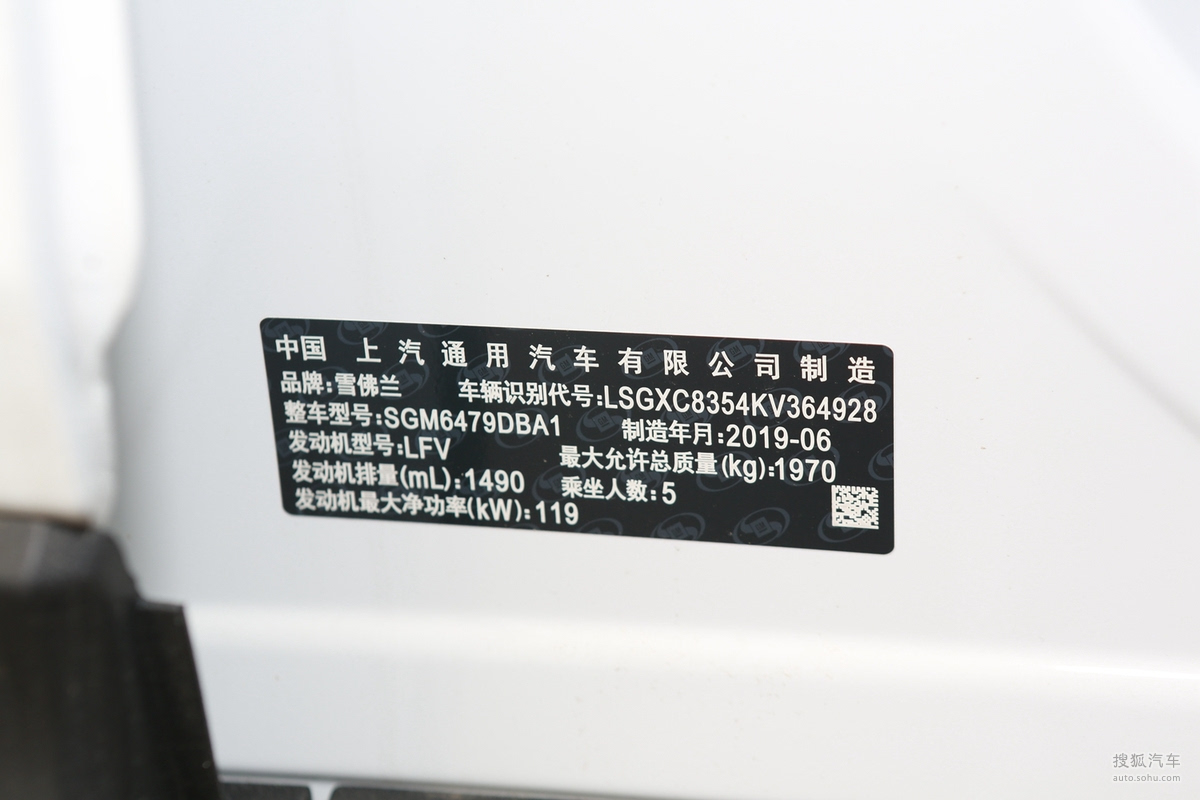 中国 上汽通用汽车有限公司制造
品牌:雪佛兰 车辆识别代号:LSGXC8354KV364928
整车型号:SGM6479DBA1 制造年月:2019-06
发动机型号:LFV 最大允许总质量(kg):1970
发动机排量(mL):1490 乘坐人数:5
发动机最大净功率(kW):119
搜狐汽车
auto.sohu.com